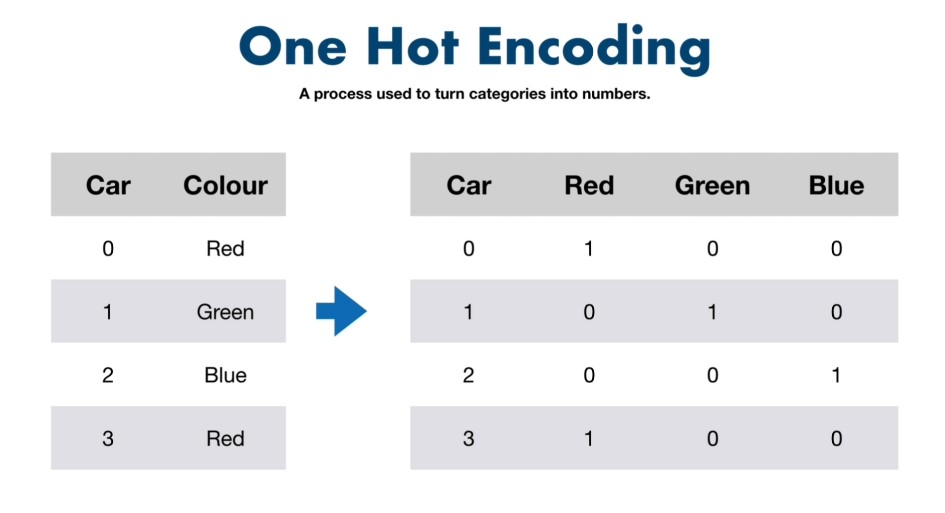 One Hot Encoding
A process used to turn categories into numbers.
Car Colour
0 Red
1 Green
2 Blue
3 Red
Car Red Green Blue
0 1 0 0
1 0 1 0
2 0 0 1
3 1 0 0